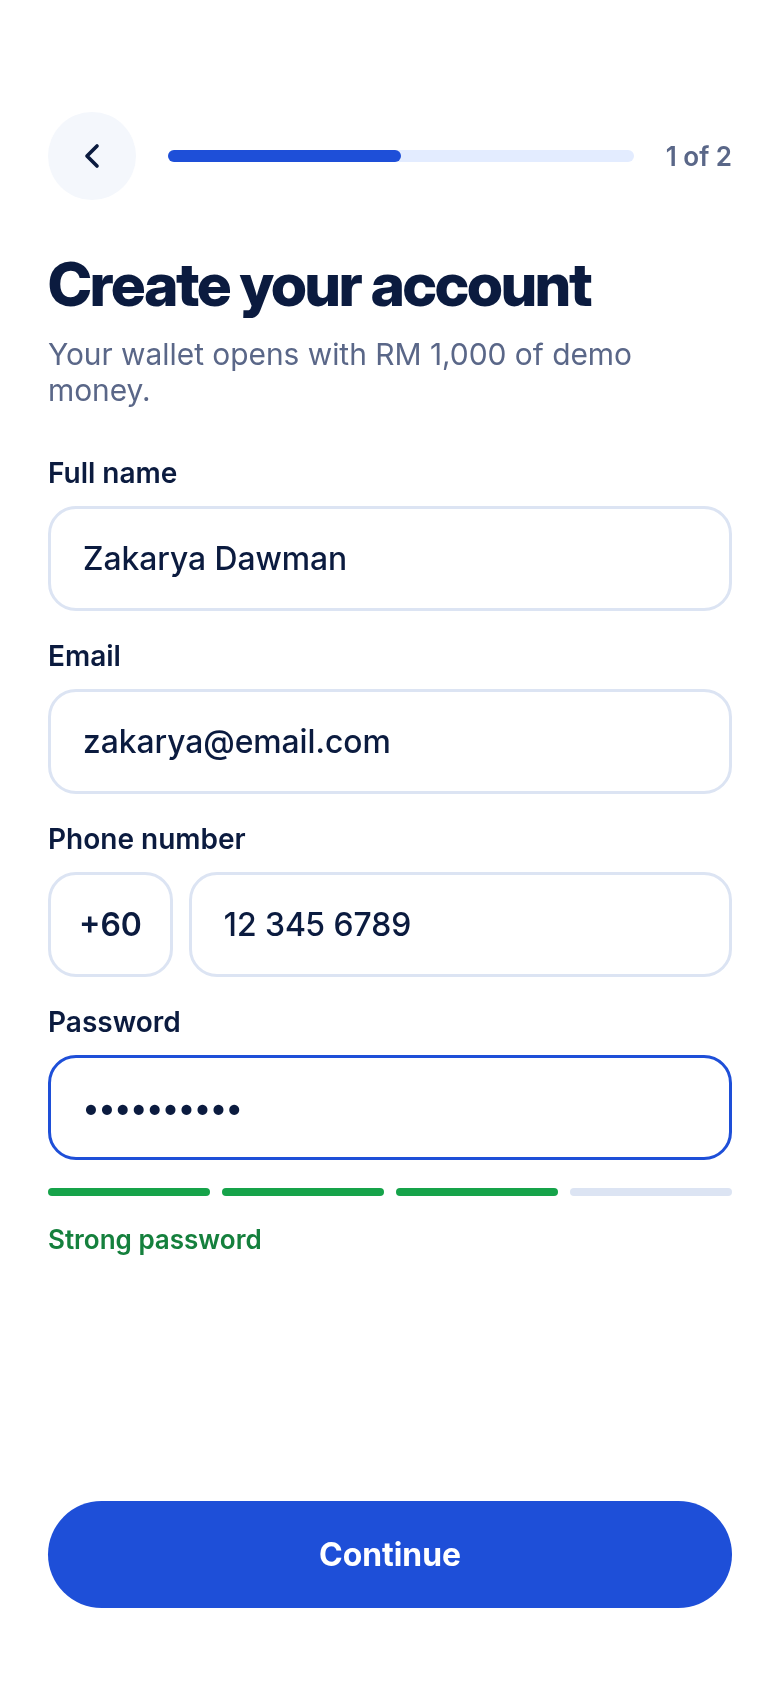 1 of 2
Create your account
Your wallet opens with RM 1,000 of demo
money.
Full name
Zakarya Dawman
Email
zakarya@email.com
Phone number
+60 12 345 6789
Password
••••••••••
Strong password
Continue